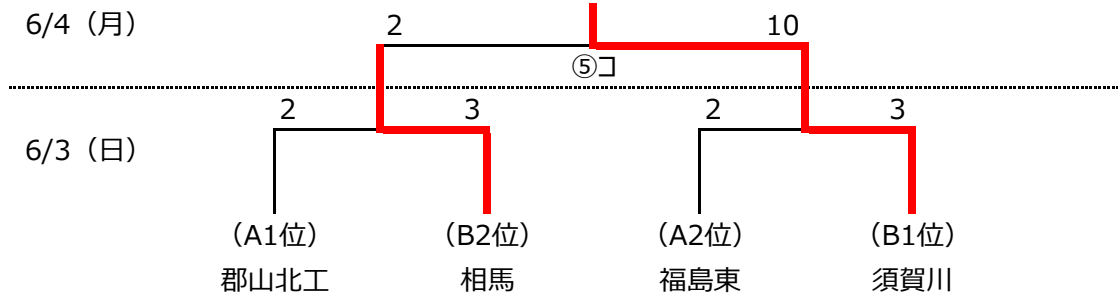 6/4（月） 2 10
⑤コ
2 3 2 3
6/3（日）
（A1位） （B2位） （A2位） （B1位）
郡山北工 相馬 福島東 須賀川